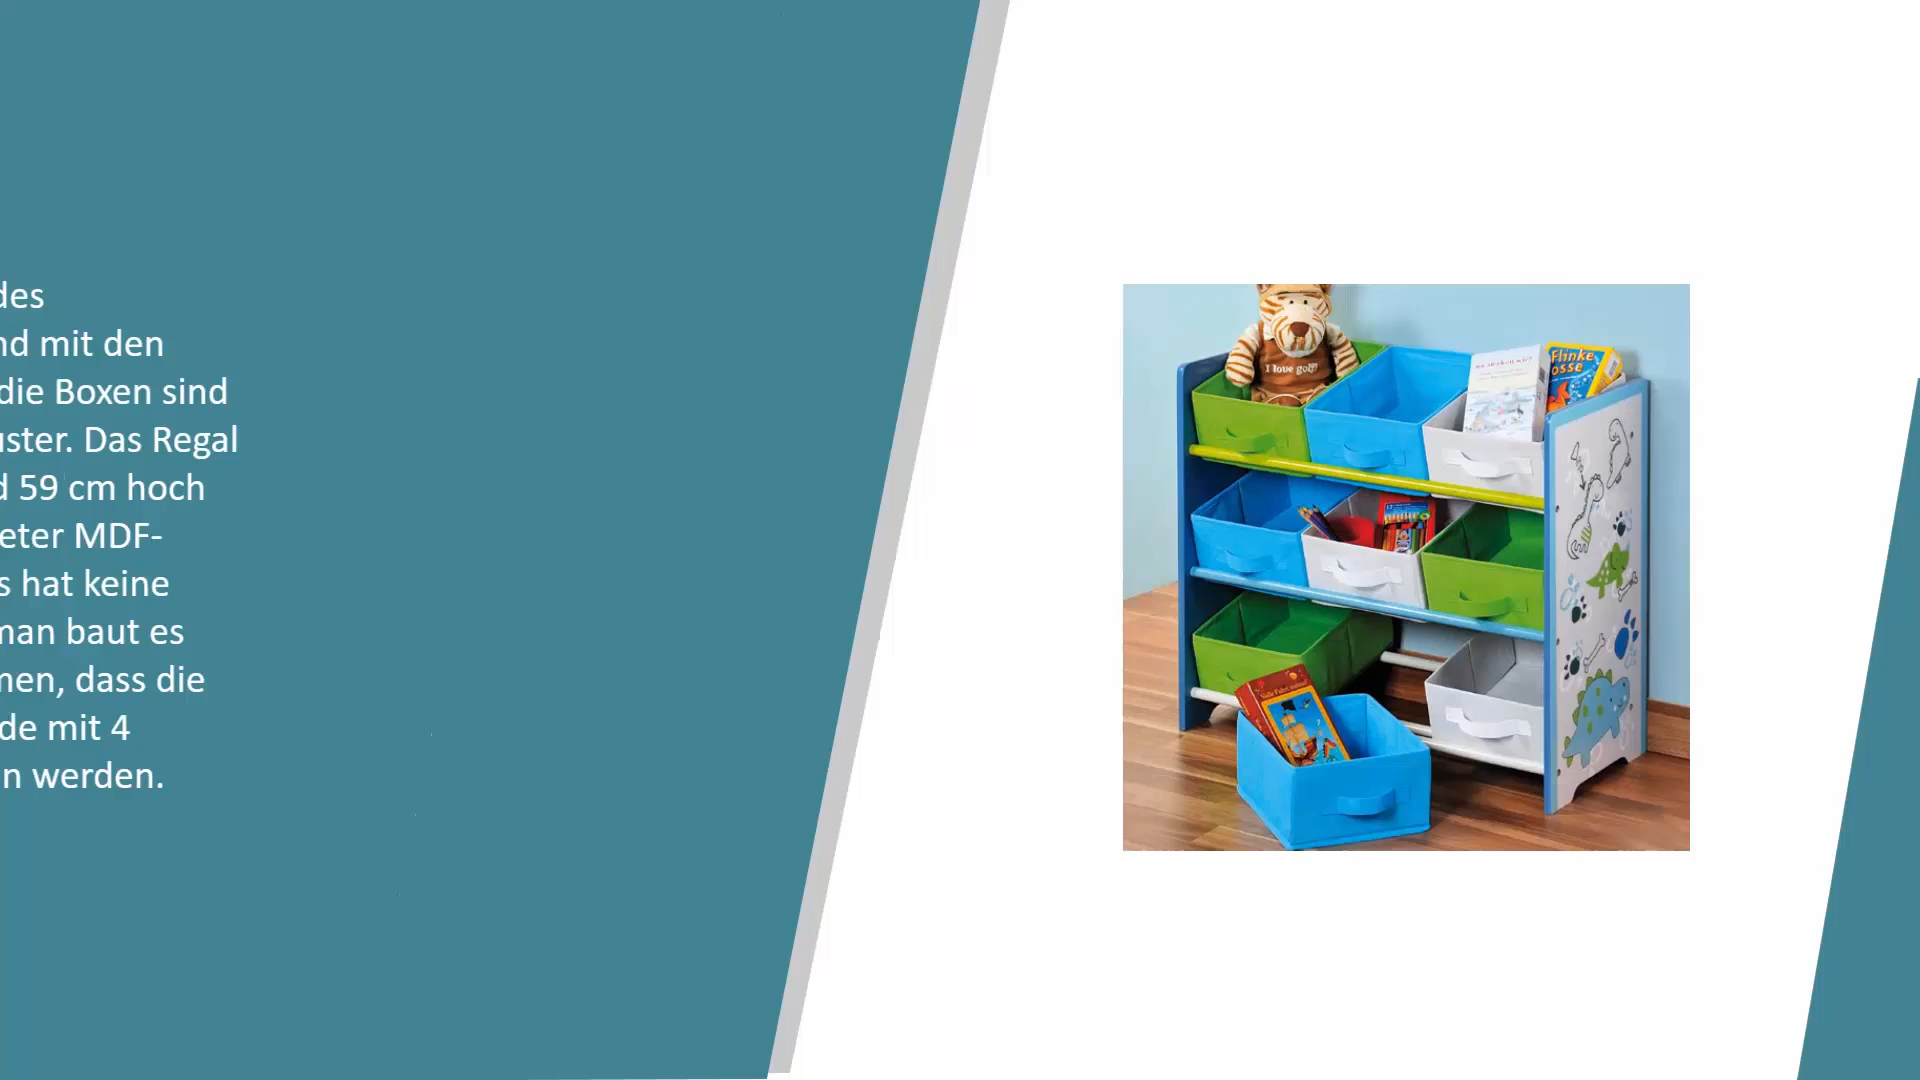 des
nd mit den
die Boxen sind
uster. Das Regal
d 59 cm hoch
eter MDF-
s hat keine
man baut es
men, dass die
de mit 4
n werden.
I love golf!
Flinke
osse